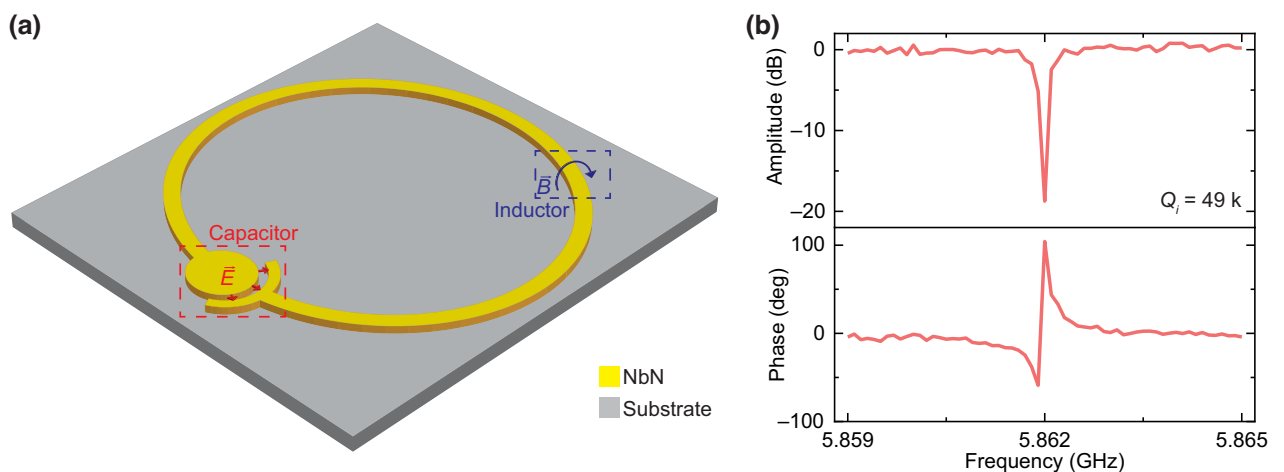 (a)
B⃗
Inductor
Capacitor
E⃗
NbN
Substrate
(b)
Amplitude (dB)
0
–10
–20
Qᵢ = 49 k
Phase (deg)
100
0
–100
5.859 5.862 5.865
Frequency (GHz)